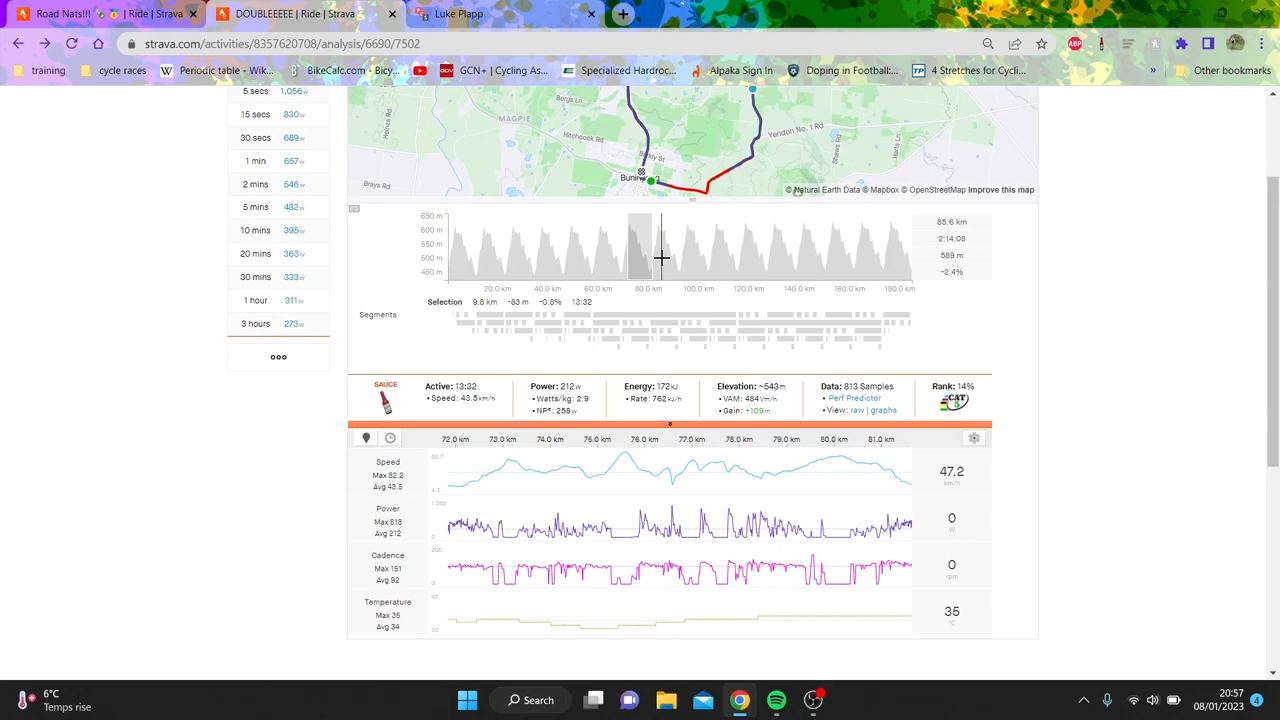 Road Nats!!! | Ride | Strava
DOUBLEEEEE | Ride | Strava
Luke Plapp
strava.com/activities/8357620708/analysis/6690/7502
training
cycle races
Periodic table - Wik...
BikeCalc.com - Bicy...
GCN+ | Cycling As...
Specialized Hardroc...
Alpaka Sign In
Doping in Football:...
4 Stretches for Cycli...
»
Other bookmarks
5 secs 1,056w
15 secs 830w
30 secs 689w
1 min 657w
2 mins 546w
5 mins 482w
10 mins 395w
20 mins 363w
30 mins 333w
1 hour 311w
3 hours 273w
Bergs Ln
MAGPIE
Hitchcock Rd
Yendon No. 1 Rd
Brays Rd
© Natural Earth Data © Mapbox © OpenStreetMap Improve this map
650 m
600 m
550 m
500 m
450 m
85.6 km
2:14:08
589 m
-2.4%
20.0 km 40.0 km 60.0 km 80.0 km 100.0 km 120.0 km 140.0 km 160.0 km 180.0 km
Selection 9.8 km -83 m -0.8% 13:32
Segments
SAUCE
Active: 13:32
• Speed: 43.5km/h
Power: 212w
• Watts/kg: 2.9
• NP®: 258w
Energy: 172kJ
• Rate: 762kJ/h
Elevation: ~543m
• VAM: 484Vm/h
• Gain: +109m
Data: 813 Samples
• Perf Predictor
• View: raw | graphs
Rank: 14%
CAT
5
72.0 km 73.0 km 74.0 km 75.0 km 76.0 km 77.0 km 78.0 km 79.0 km 80.0 km 81.0 km
Speed
Max 82.2
Avg 43.5
47.2
km/h
Power
Max 818
Avg 212
0
W
Cadence
Max 151
Avg 92
200
0
0
rpm
Temperature
Max 35
Avg 34
35
°C
6°C
Temps rise
Search
20:57
08/01/2023
4